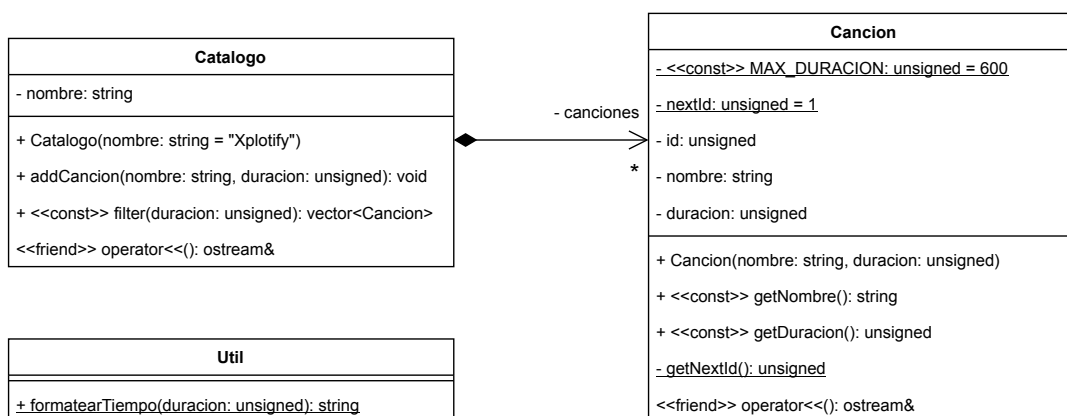 Catalogo
- nombre: string
+ Catalogo(nombre: string = "Xplotify")
+ addCancion(nombre: string, duracion: unsigned): void
+ <<const>> filter(duracion: unsigned): vector<Cancion>
<<friend>> operator<<(): ostream&
- canciones
*
Cancion
- <<const>> MAX_DURACION: unsigned = 600
- nextId: unsigned = 1
- id: unsigned
- nombre: string
- duracion: unsigned
+ Cancion(nombre: string, duracion: unsigned)
+ <<const>> getNombre(): string
+ <<const>> getDuracion(): unsigned
- getNextId(): unsigned
<<friend>> operator<<(): ostream&
Util
+ formatearTiempo(duracion: unsigned): string